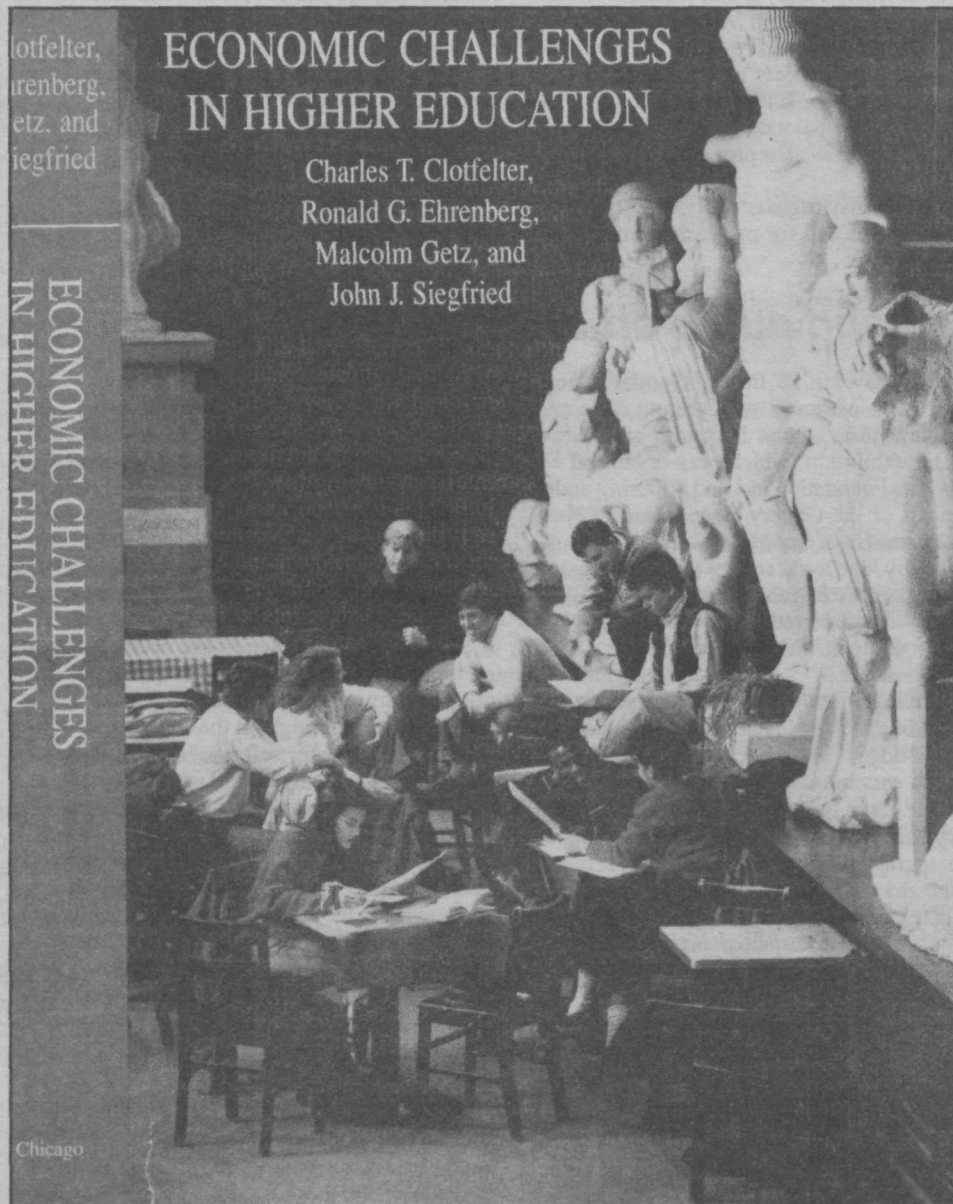 lotfelter,
hrenberg,
etz, and
iegfried
ECONOMIC CHALLENGES
IN HIGHER EDUCATION
Chicago
ECONOMIC CHALLENGES
IN HIGHER EDUCATION
Charles T. Clotfelter,
Ronald G. Ehrenberg,
Malcolm Getz, and
John J. Siegfried